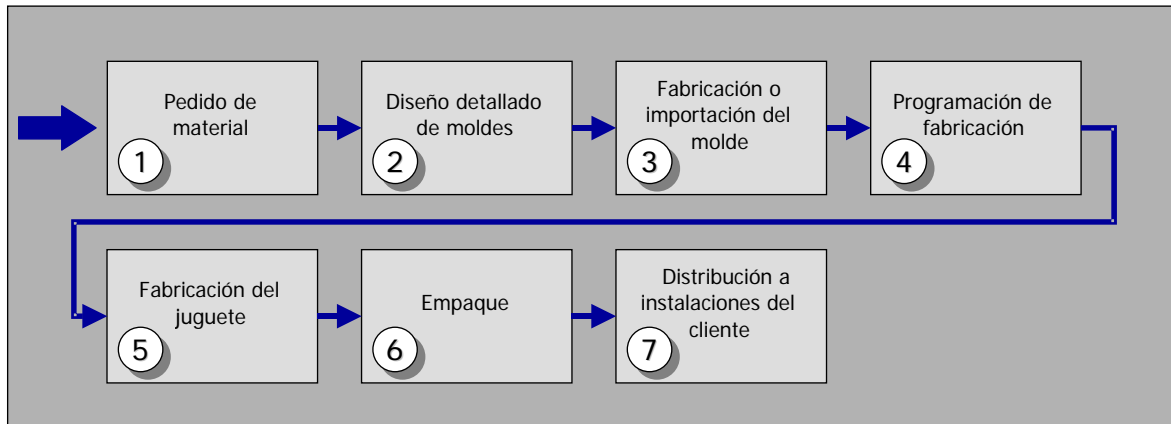 Pedido de
material
1
Diseño detallado
de moldes
2
Fabricación o
importación del
molde
3
Programación de
fabricación
4
Fabricación del
juguete
5
Empaque
6
Distribución a
instalaciones del
cliente
7